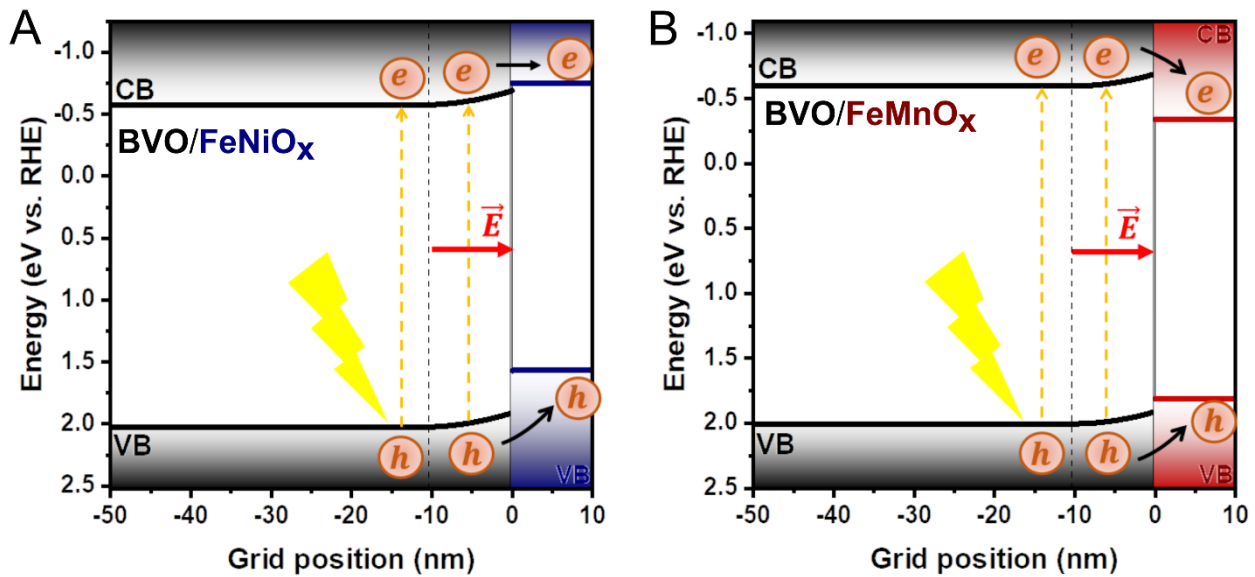 A
-1.0
-0.5
0.0
0.5
1.0
1.5
2.0
2.5
Energy (eV vs. RHE)
CB
BVO/FeNiOx
e
e
e
E
h
h
h
VB
VB
-50
-40
-30
-20
-10
0
10
Grid position (nm)
B
-1.0
-0.5
0.0
0.5
1.0
1.5
2.0
2.5
Energy (eV vs. RHE)
CB
CB
BVO/FeMnOx
e
e
e
E
h
h
h
VB
VB
-50
-40
-30
-20
-10
0
10
Grid position (nm)